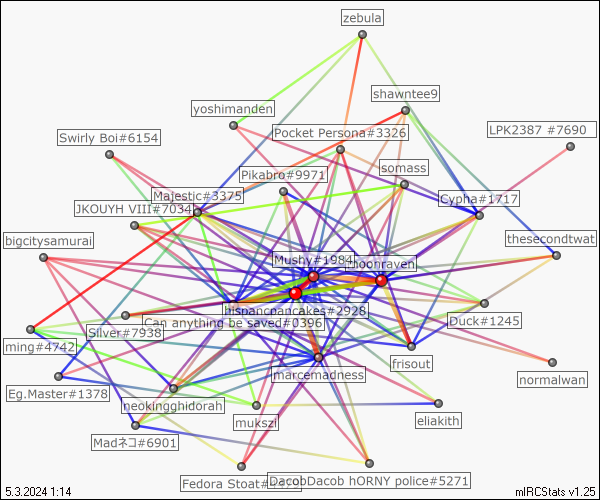 zebula
shawntee9
yoshimanden
LPK2387 #7690
Pocket Persona#3326
Swirly Boi#6154
somass
Pikabro#9971
Majestic#3375
Cypha#1717
JKOUYH VIII#7034
bigcitysamurai
thesecondtwat
Mushy#1984
moonraven
hispancpancakes#2928
Duck#1245
Can anything be saved#0396
Silver#7938
ming#4742
frisout
marcemadness
normalwan
Eg.Master#1378
neokingghidorah
mukszi
eliakith
Madネコ#6901
DacobDacob hORNY police#5271
Fedora Stoat#
5.3.2024 1:14
mIRCStats v1.25